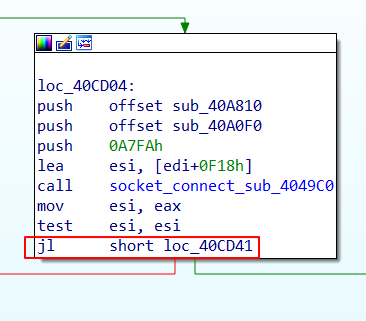 loc_40CD04:
push offset sub_40A810
push offset sub_40A0F0
push 0A7FAh
lea esi, [edi+0F18h]
call socket_connect_sub_4049C0
mov esi, eax
test esi, esi
jl short loc_40CD41